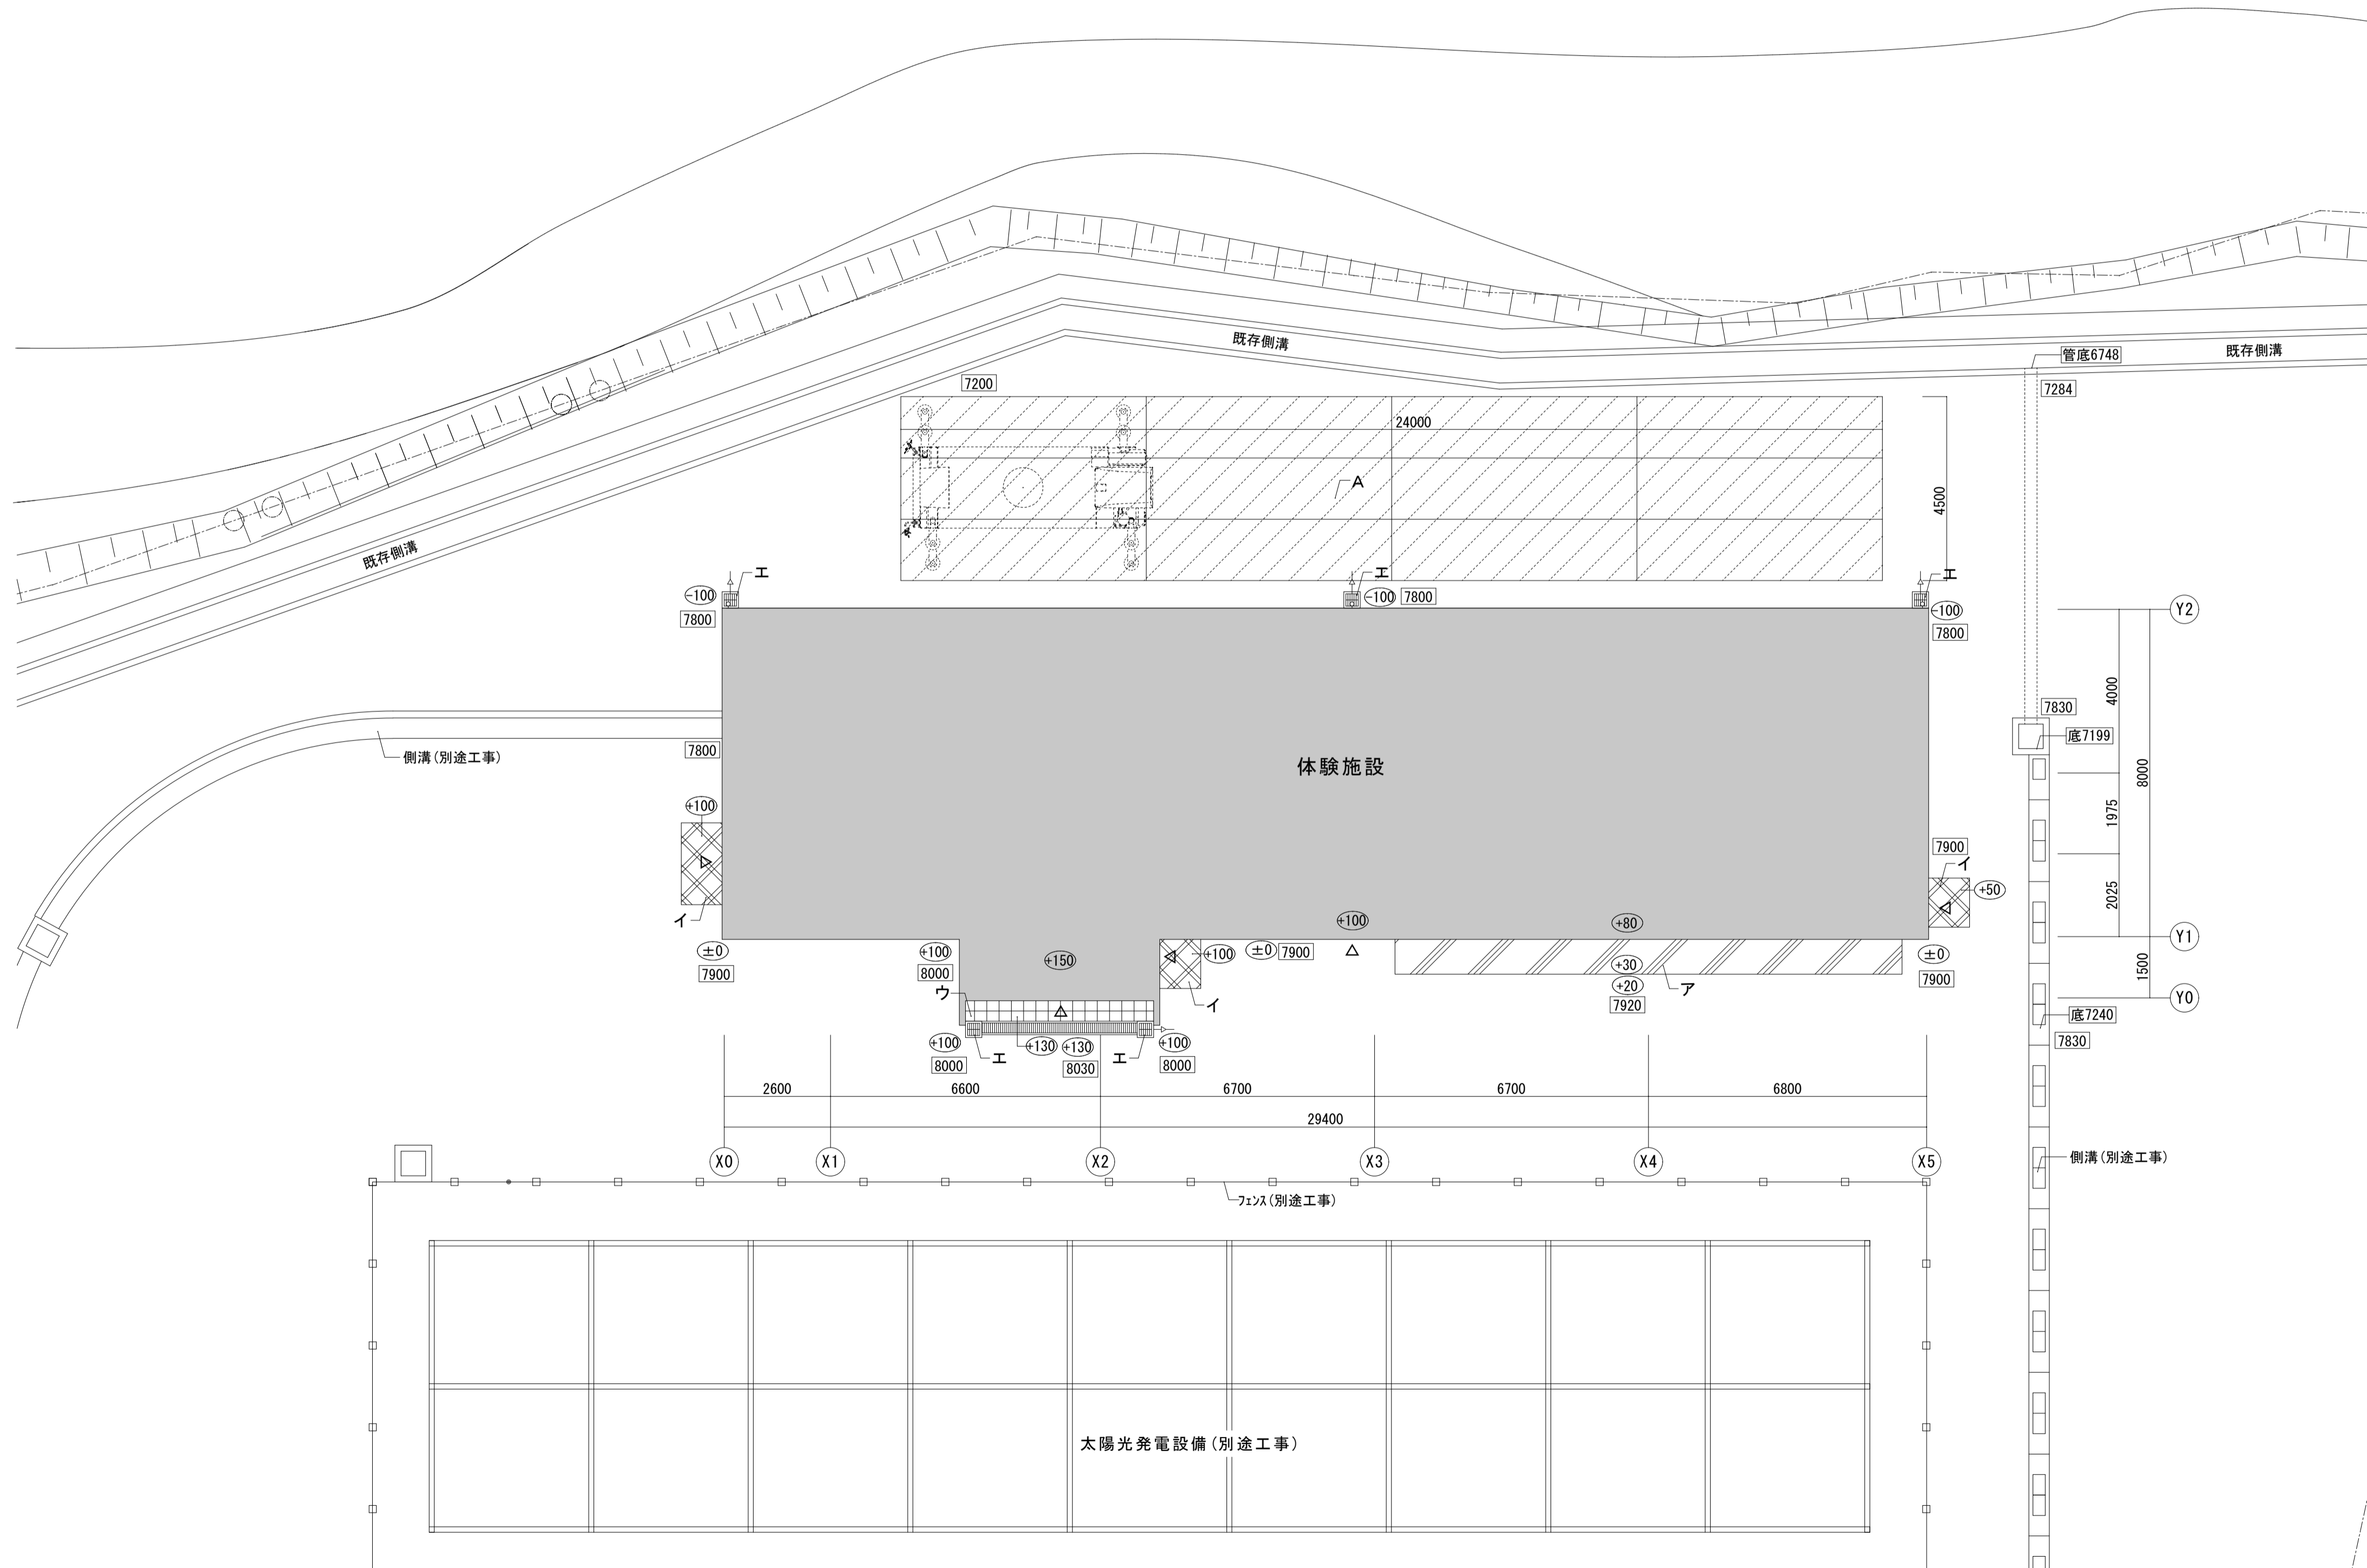 既存側溝
管底6748
既存側溝
7200
7284
24000
A
4500
既存側溝
エ
エ
エ
-100
-100
7800
-100
Y2
7800
7800
4000
7830
底7199
7800
側溝(別途工事)
体験施設
8000
+100
1975
7900
イ
+50
2025
イ
+100
+80
Y1
±0
+100
+150
+100
±0
7900
±0
7900
8000
+30
7900
1500
ウ
イ
+20
ア
Y0
7920
底7240
+100
+130
+130
+100
7830
8000
エ
8030
エ
8000
2600
6600
6700
6700
6800
29400
X0
X1
X2
X3
X4
X5
側溝(別途工事)
フェンス(別途工事)
太陽光発電設備(別途工事)